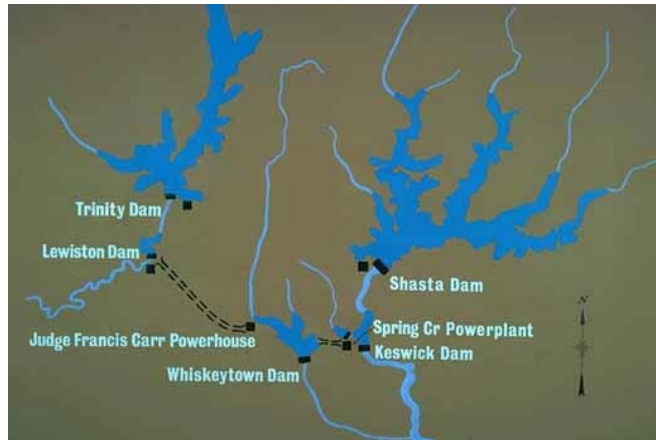 Trinity Dam
Lewiston Dam
Shasta Dam
N
Judge Francis Carr Powerhouse
Spring Cr Powerplant
Keswick Dam
Whiskeytown Dam